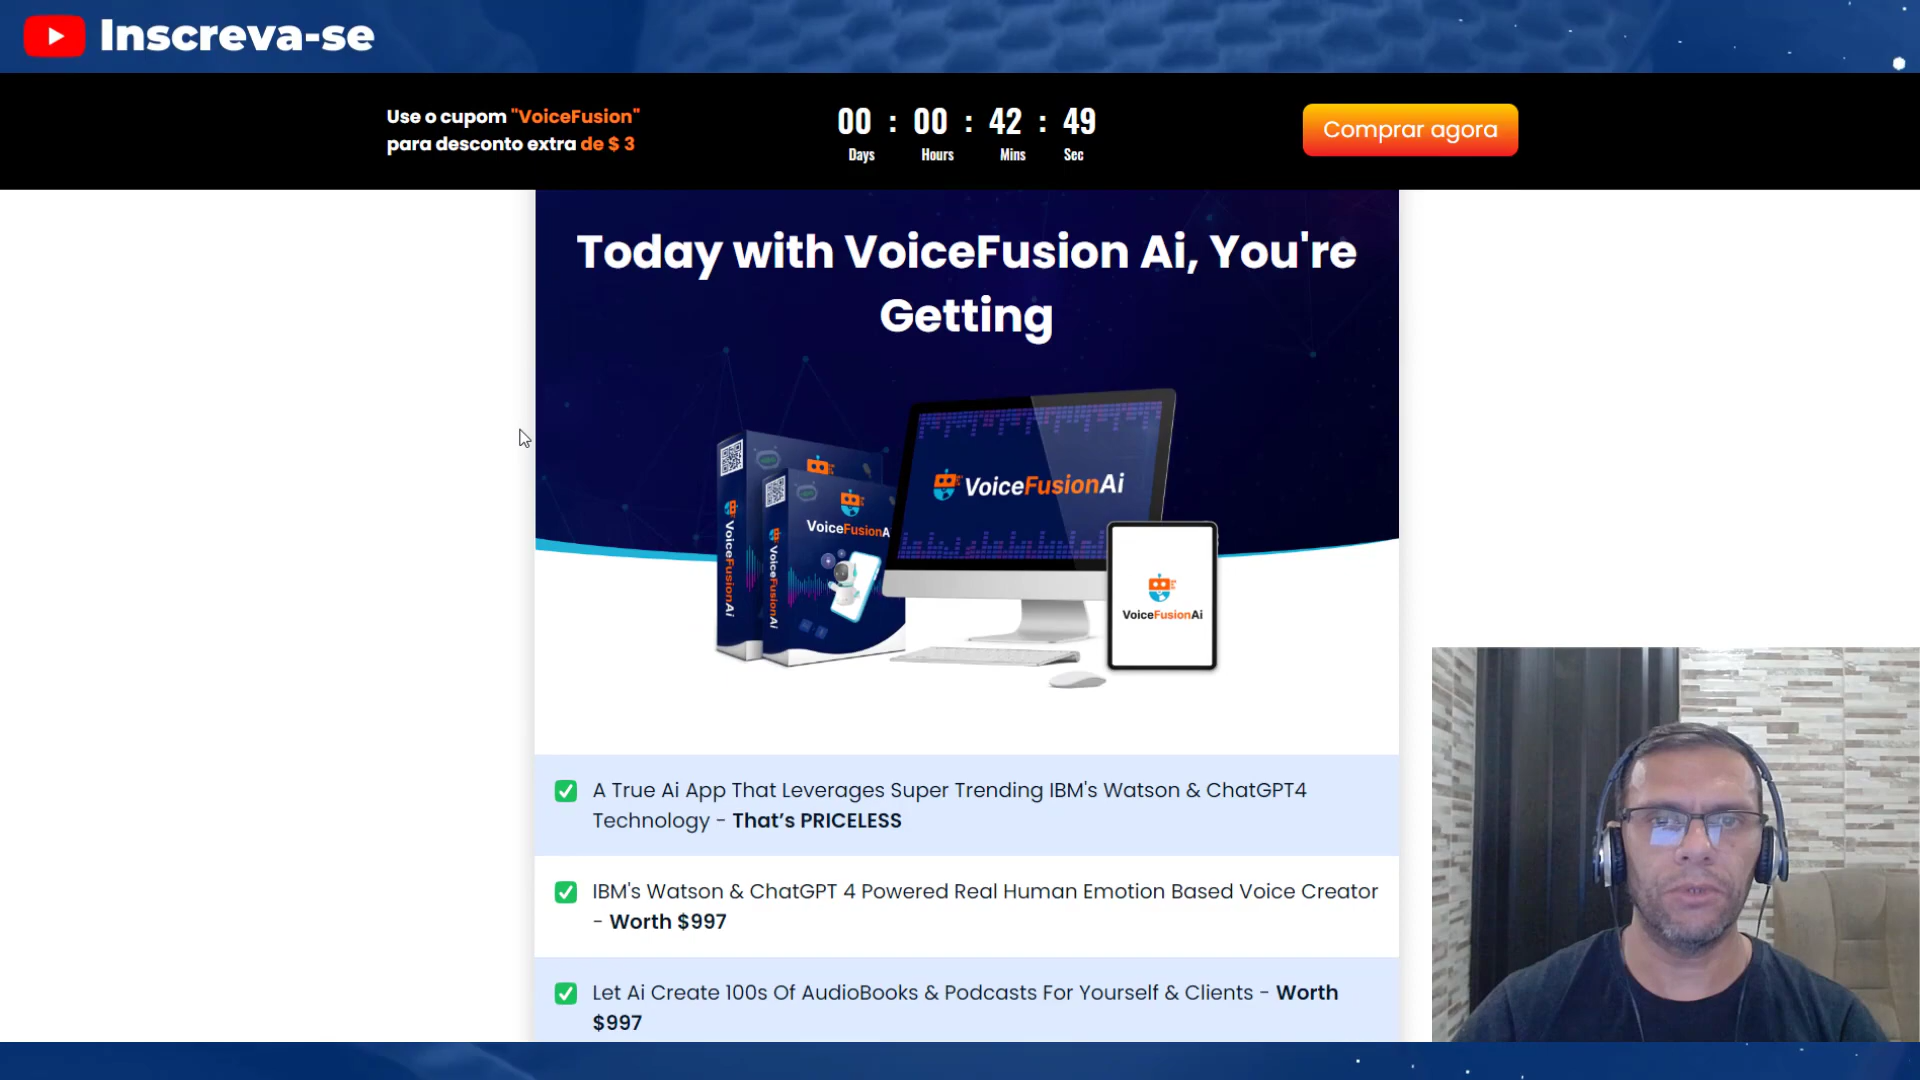 Inscreva-se
Use o cupom "VoiceFusion"
para desconto extra de $ 3
00 : 00 : 42 : 49
Days Hours Mins Sec
Comprar agora
Today with VoiceFusion Ai, You're
Getting
VoiceFusionAi
VoiceFusionA
VoiceFusionAi
VoiceFusionAi
VoiceFusionAi
A True Ai App That Leverages Super Trending IBM's Watson & ChatGPT4
Technology - That’s PRICELESS
IBM's Watson & ChatGPT 4 Powered Real Human Emotion Based Voice Creator
- Worth $997
Let Ai Create 100s Of AudioBooks & Podcasts For Yourself & Clients - Worth
$997